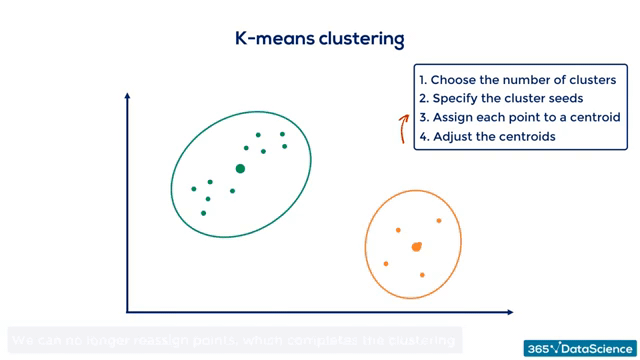 K-means clustering
1. Choose the number of clusters
2. Specify the cluster seeds
3. Assign each point to a centroid
4. Adjust the centroids
We can no longer reassign points, which completes the clustering
365 DataScience